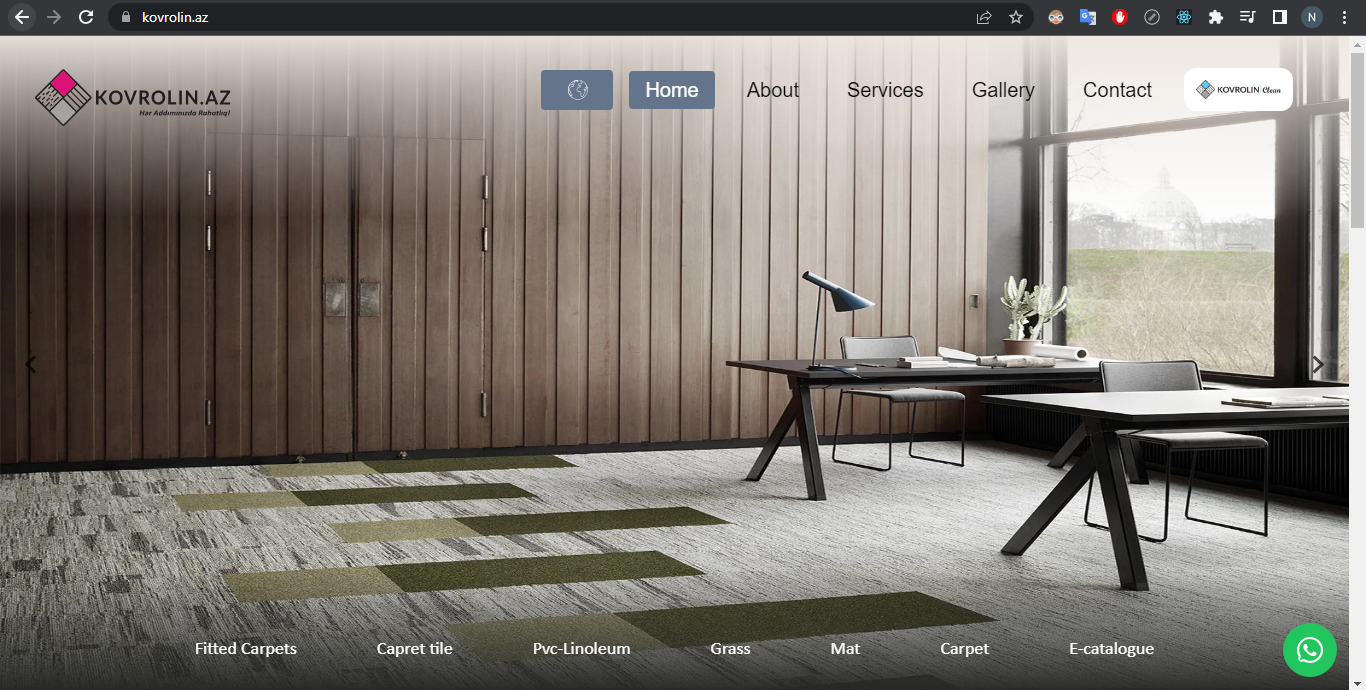 kovrolin.az
N
KOVROLIN.AZ
Hər Addımınızda Rahatlıq!
Home
About
Services
Gallery
Contact
KOVROLIN Clean
Fitted Carpets
Capret tile
Pvc-Linoleum
Grass
Mat
Carpet
E-catalogue